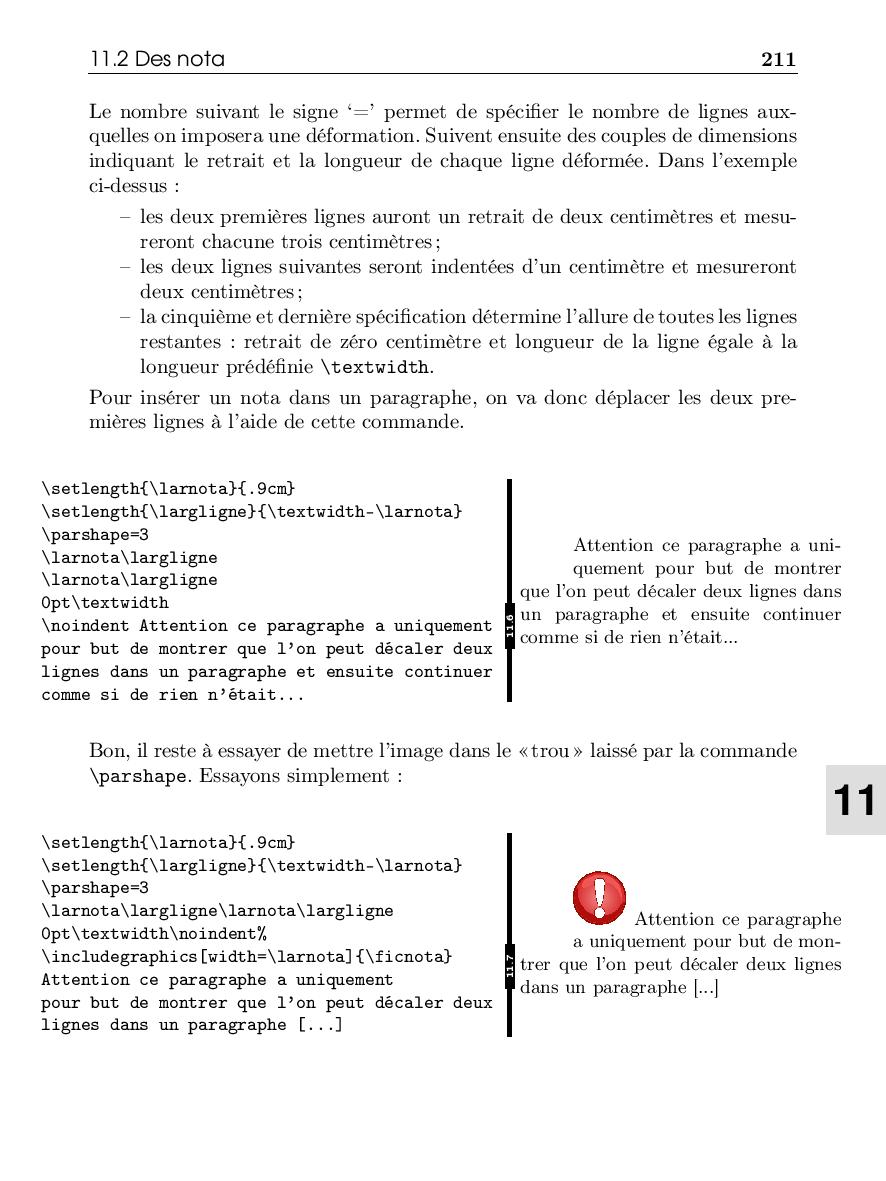 11.2 Des nota 211
Le nombre suivant le signe ‘=’ permet de spécifier le nombre de lignes aux-
quelles on imposera une déformation. Suivent ensuite des couples de dimensions
indiquant le retrait et la longueur de chaque ligne déformée. Dans l’exemple
ci-dessus :
– les deux premières lignes auront un retrait de deux centimètres et mesu-
reront chacune trois centimètres ;
– les deux lignes suivantes seront indentées d’un centimètre et mesureront
deux centimètres ;
– la cinquième et dernière spécification détermine l’allure de toutes les lignes
restantes : retrait de zéro centimètre et longueur de la ligne égale à la
longueur prédéfinie \textwidth.
Pour insérer un nota dans un paragraphe, on va donc déplacer les deux pre-
mières lignes à l’aide de cette commande.
\setlength{\larnota}{.9cm}
\setlength{\largligne}{\textwidth-\larnota}
\parshape=3
\larnota\largligne
\larnota\largligne
0pt\textwidth
\noindent Attention ce paragraphe a uniquement
pour but de montrer que l’on peut décaler deux
lignes dans un paragraphe et ensuite continuer
comme si de rien n’était...
11.6
Attention ce paragraphe a uni-
quement pour but de montrer
que l’on peut décaler deux lignes dans
un paragraphe et ensuite continuer
comme si de rien n’était...
Bon, il reste à essayer de mettre l’image dans le « trou » laissé par la commande
\parshape. Essayons simplement :
11
\setlength{\larnota}{.9cm}
\setlength{\largligne}{\textwidth-\larnota}
\parshape=3
\larnota\largligne\larnota\largligne
0pt\textwidth\noindent%
\includegraphics[width=\larnota]{\ficnota}
Attention ce paragraphe a uniquement
pour but de montrer que l’on peut décaler deux
lignes dans un paragraphe [...]
11.7
Attention ce paragraphe
a uniquement pour but de mon-
trer que l’on peut décaler deux lignes
dans un paragraphe [...]